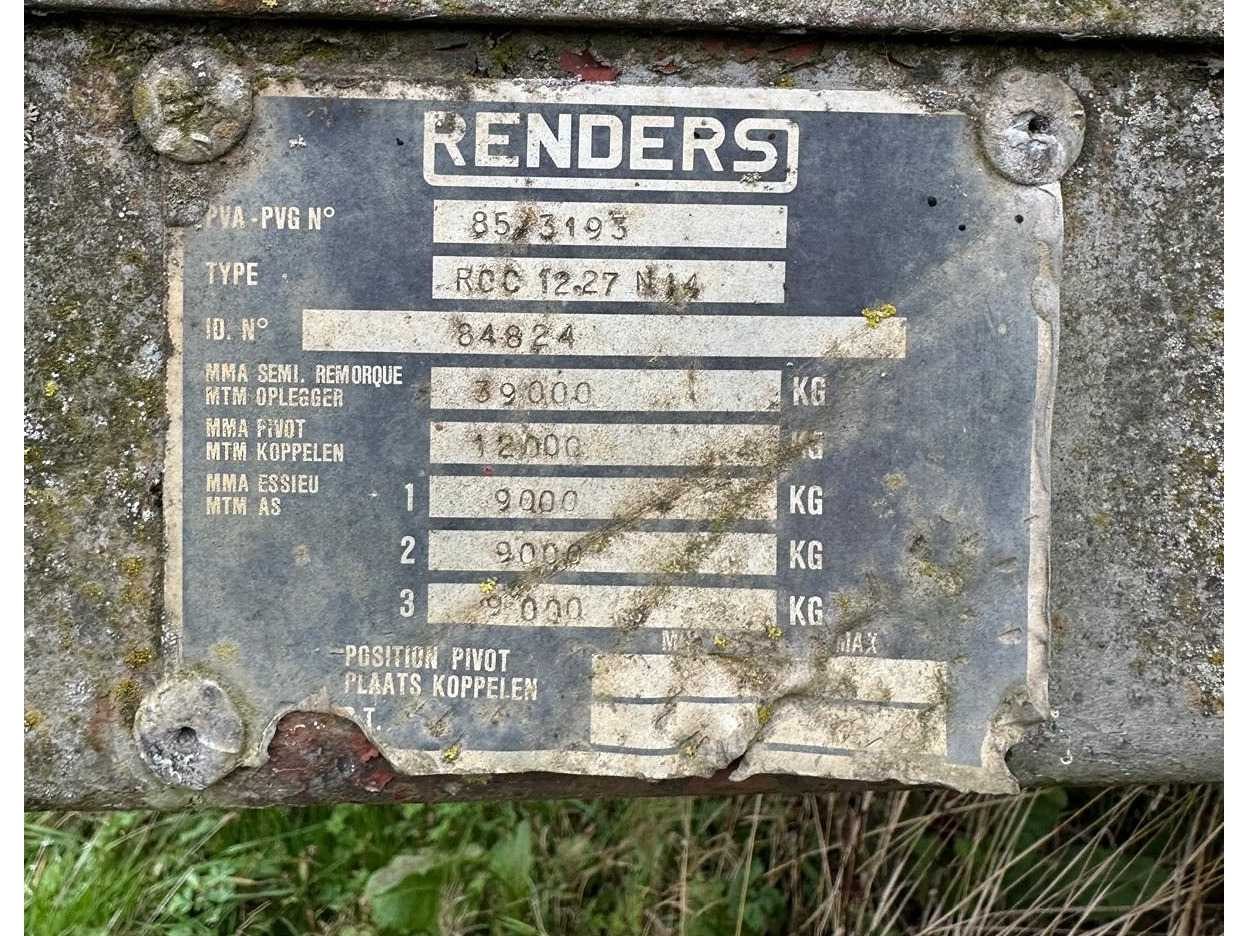 RENDERS
PVA-PVG N° 85/3193
TYPE RCC 12.27 N14
ID. N° 84824
MMA SEMI. REMORQUE
MTM OPLEGGER 39000 KG
MMA PIVOT
MTM KOPPELEN 12000 KG
MMA ESSIEU
MTM AS 1 9000 KG
2 9000 KG
3 9000 KG
MAX
POSITION PIVOT
PLAATS KOPPELEN